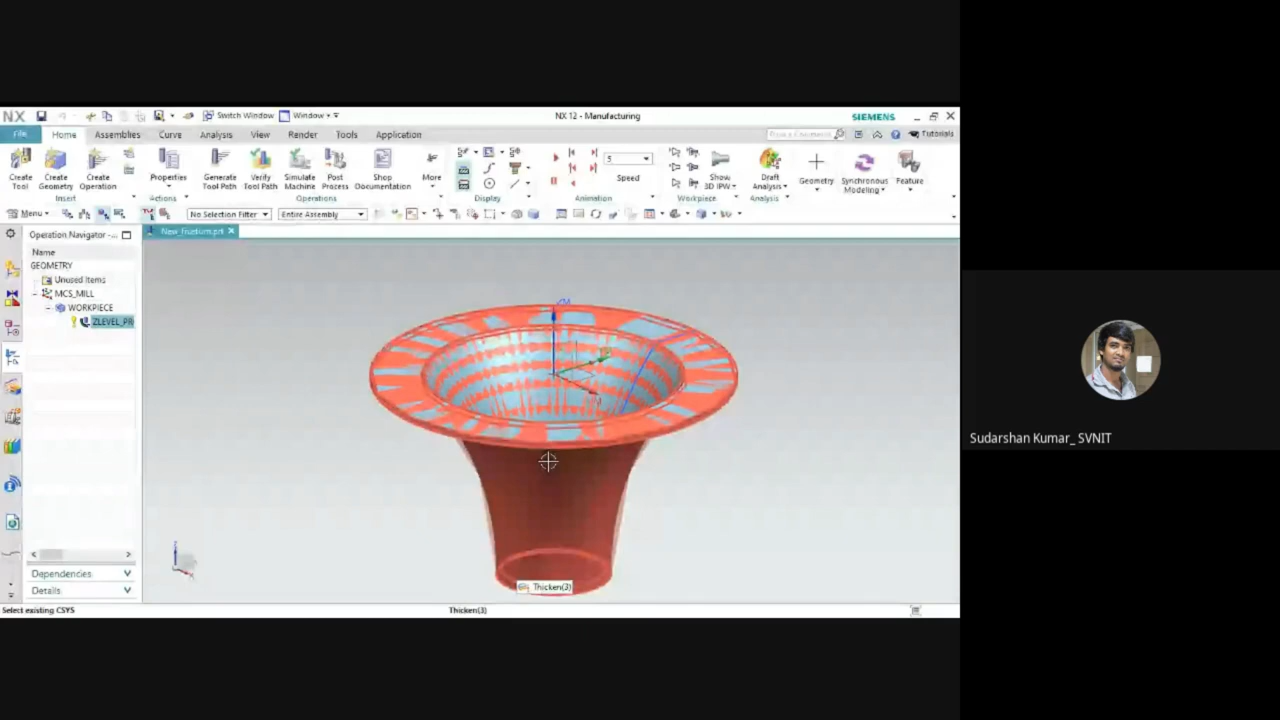 NX
Switch Window
Window
NX 12 - Manufacturing
SIEMENS
File
Home
Assemblies
Curve
Analysis
View
Render
Tools
Application
Find a Command
Tutorials
Create Tool
Create Geometry
Create Operation
Properties
Generate Tool Path
Verify Tool Path
Simulate Machine
Post Process
Shop Documentation
More
5
Speed
Show 3D IPW
Draft Analysis
Geometry
Synchronous Modeling
Feature
Insert
Actions
Operations
Display
Animation
Workpiece
Analysis
Menu
No Selection Filter
Entire Assembly
Operation Navigator - ...
New_frustum.prt
Name
GEOMETRY
Unused Items
MCS_MILL
WORKPIECE
ZLEVEL_PR
Dependencies
Details
Thicken(3)
Select existing CSYS
Thicken(3)
Sudarshan Kumar_ SVNIT